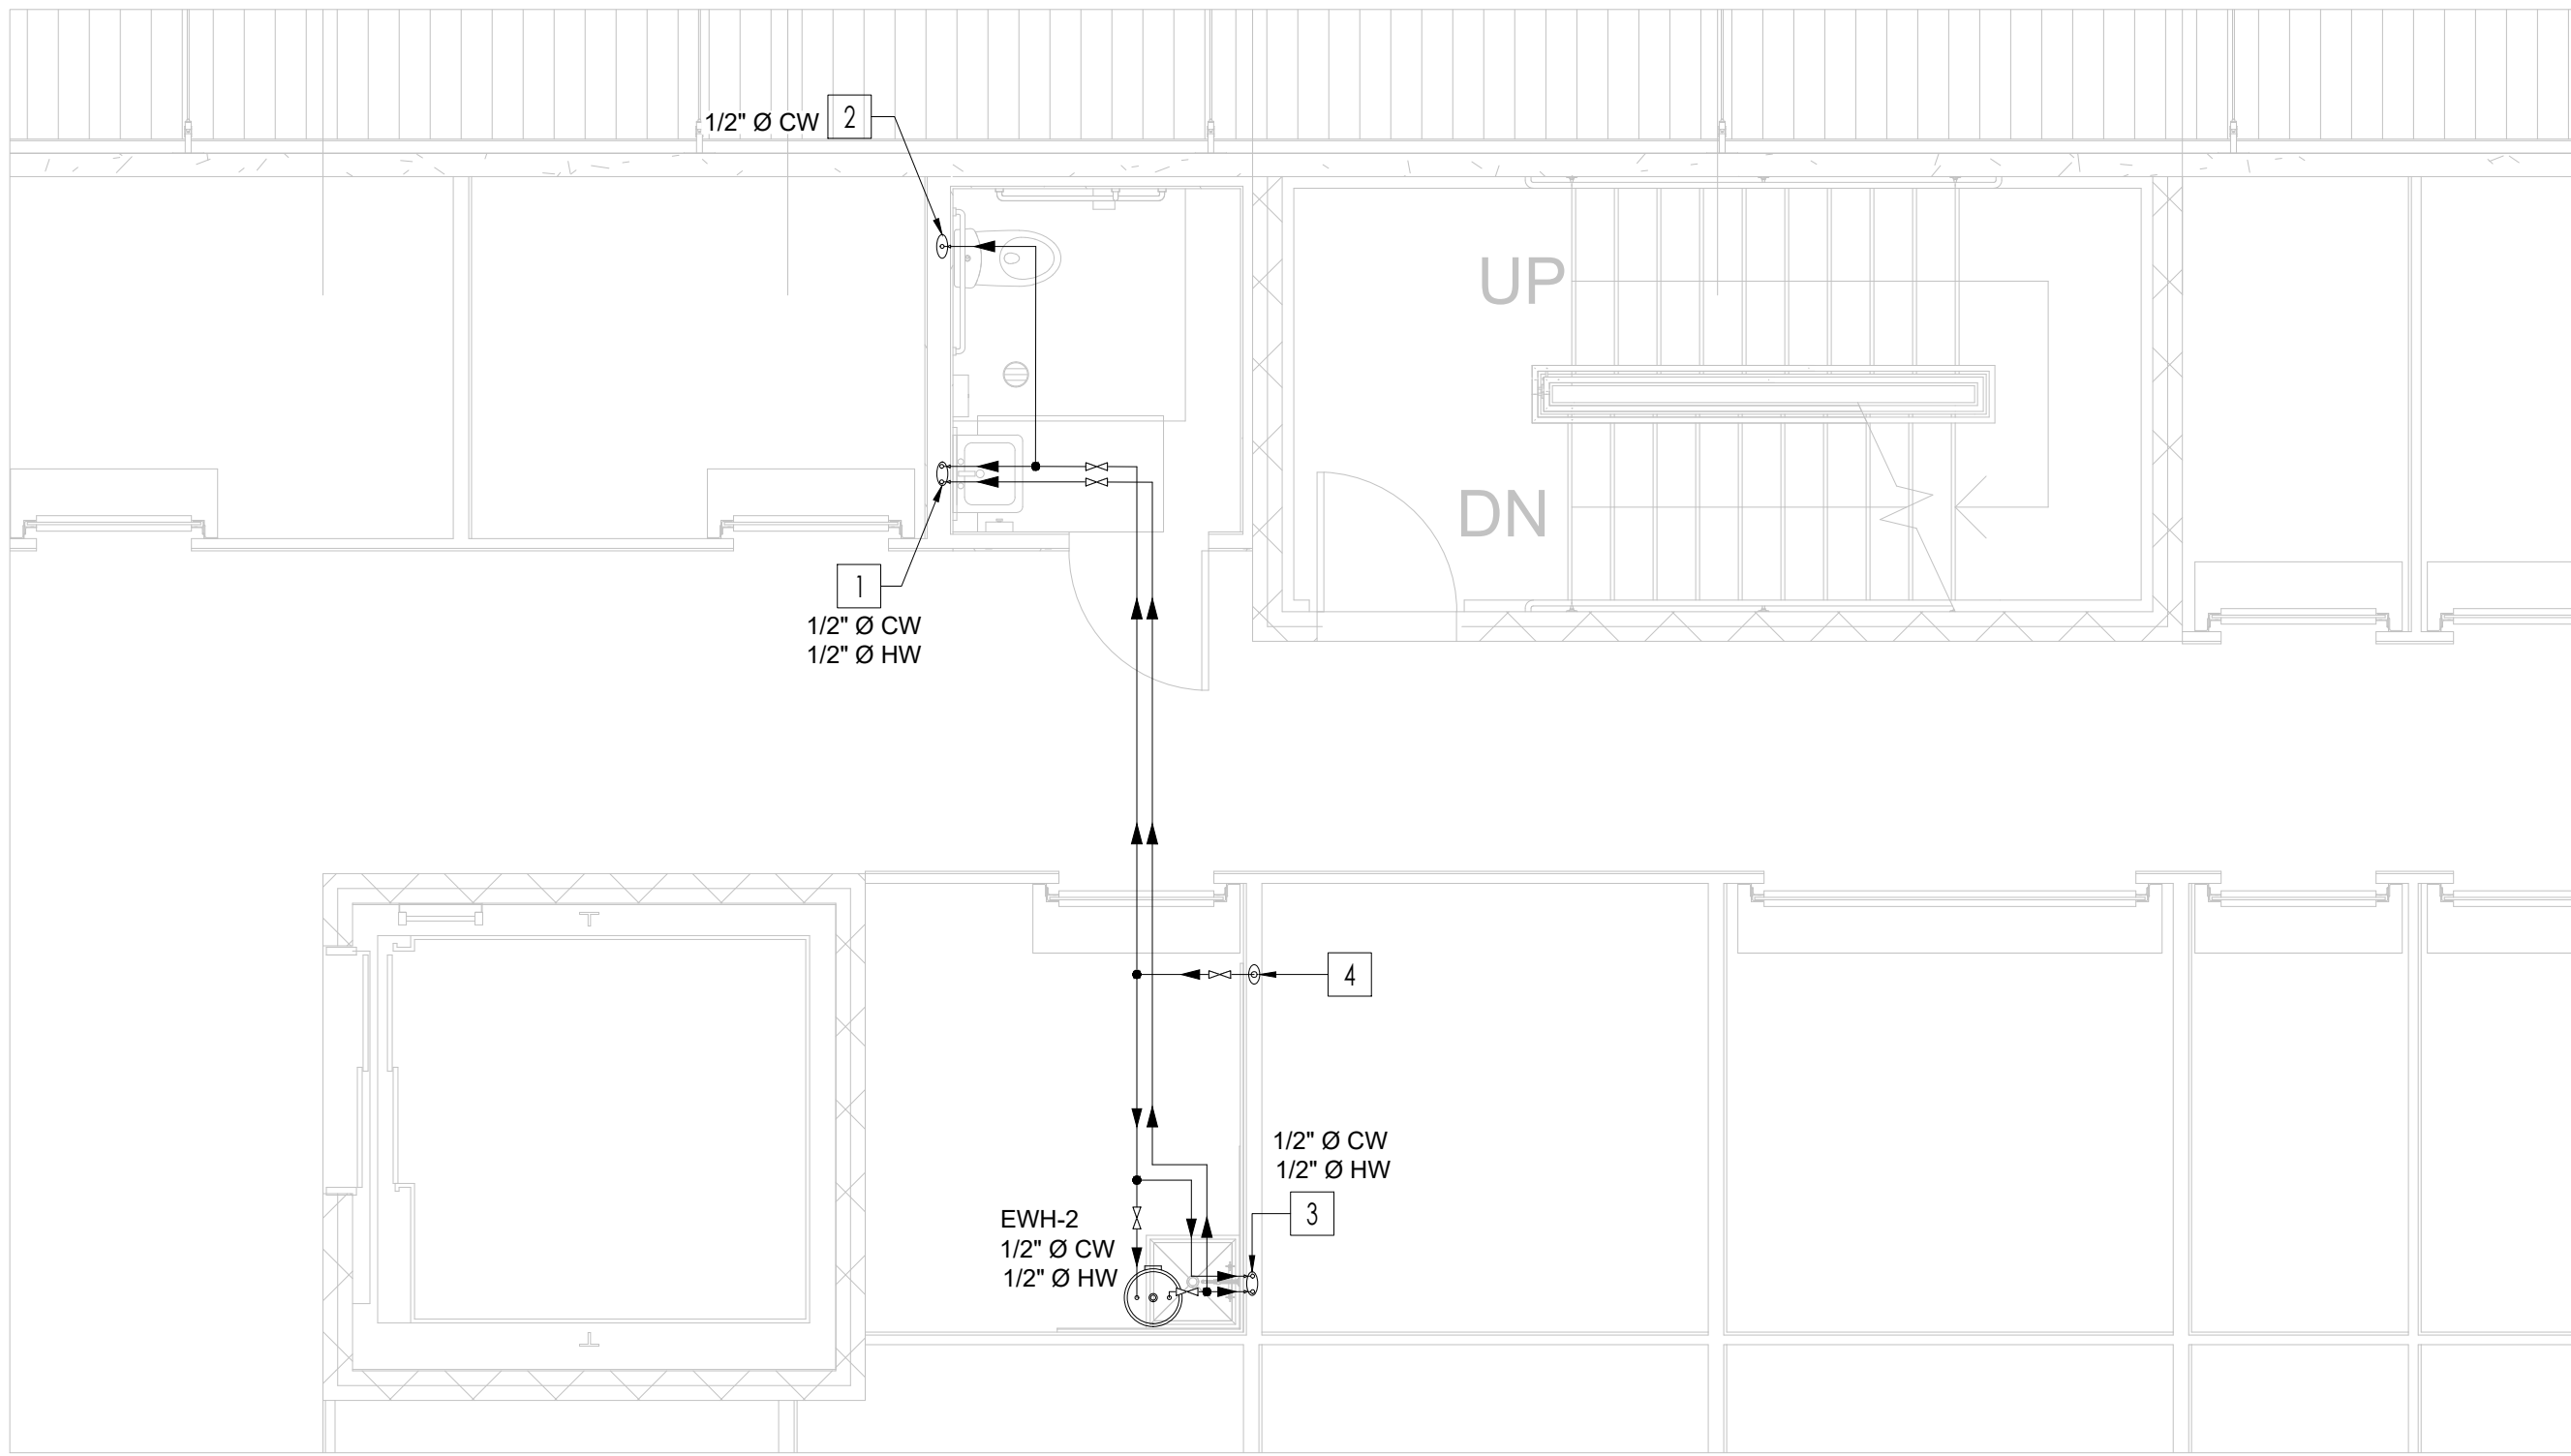 1/2" Ø CW 2
UP
DN
1
1/2" Ø CW
1/2" Ø HW
4
1/2" Ø CW
1/2" Ø HW
3
EWH-2
1/2" Ø CW
1/2" Ø HW